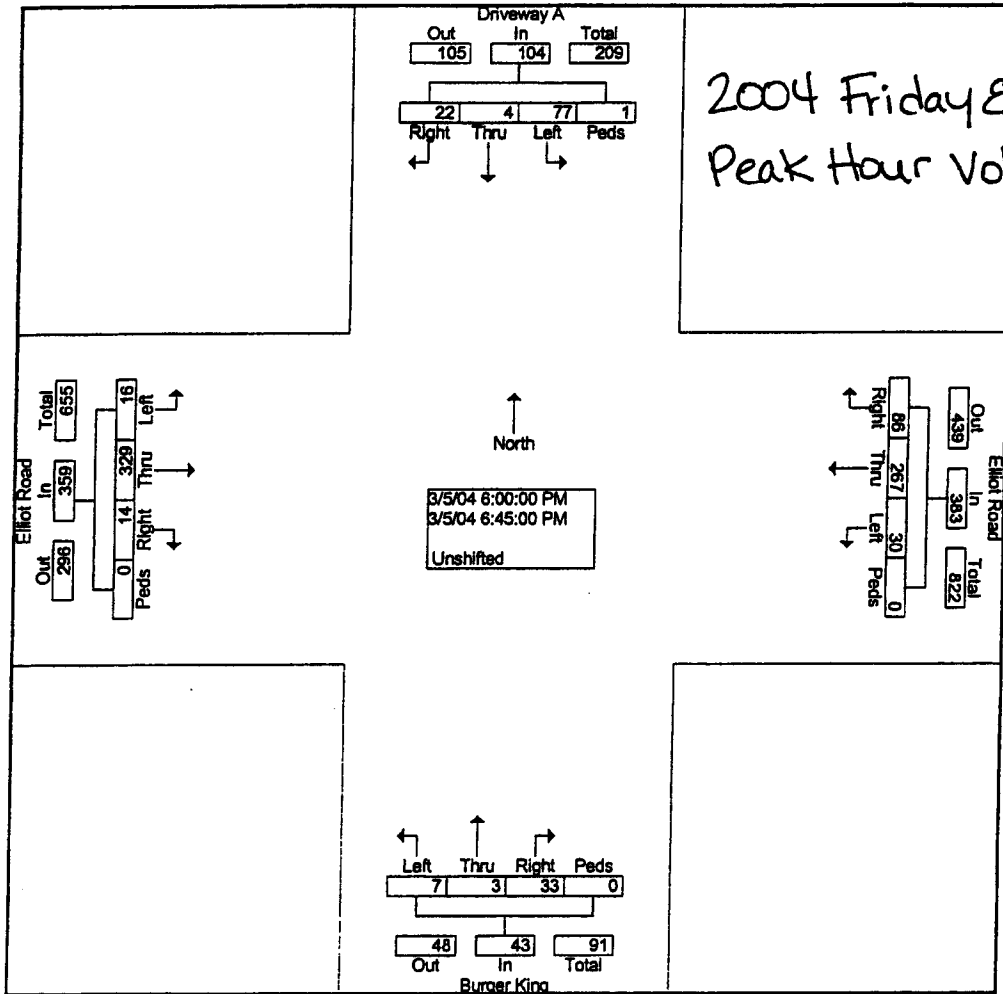 Driveway A
Out In Total
105 104 209
22 4 77 1
Right Thru Left Peds
2004 Friday
Peak Hour
Total 655
In 359
Out 296
Elliot Road
16 329 14 0
Left Thru Right Peds
North
3/5/04 6:00:00 PM
3/5/04 6:45:00 PM
Unshifted
Right Thru Left Peds
86 267 30 0
Out 439
In 383
Total 822
Elliot Road
Left Thru Right Peds
7 3 33 0
48 43 91
Out In Total
Burger King